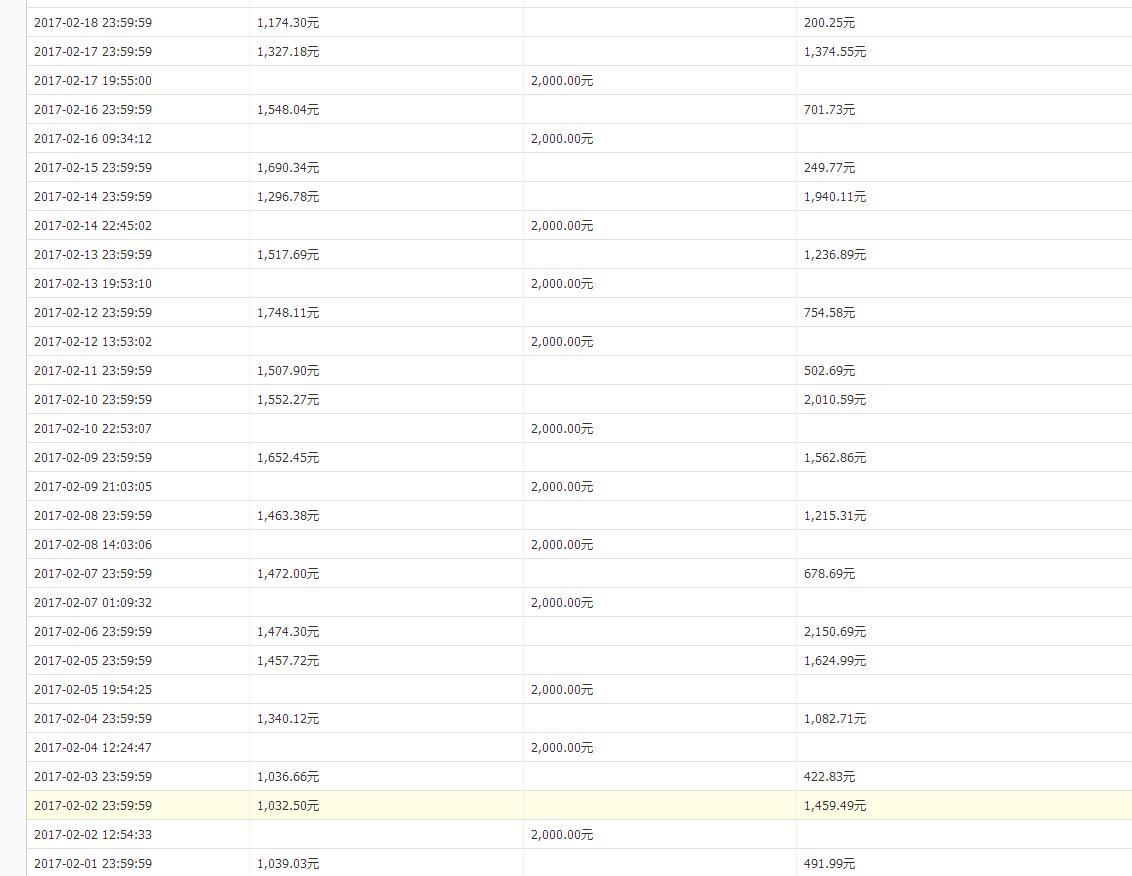 2017-02-18 23:59:59 1,174.30元 200.25元
2017-02-17 23:59:59 1,327.18元 1,374.55元
2017-02-17 19:55:00 2,000.00元
2017-02-16 23:59:59 1,548.04元 701.73元
2017-02-16 09:34:12 2,000.00元
2017-02-15 23:59:59 1,690.34元 249.77元
2017-02-14 23:59:59 1,296.78元 1,940.11元
2017-02-14 22:45:02 2,000.00元
2017-02-13 23:59:59 1,517.69元 1,236.89元
2017-02-13 19:53:10 2,000.00元
2017-02-12 23:59:59 1,748.11元 754.58元
2017-02-12 13:53:02 2,000.00元
2017-02-11 23:59:59 1,507.90元 502.69元
2017-02-10 23:59:59 1,552.27元 2,010.59元
2017-02-10 22:53:07 2,000.00元
2017-02-09 23:59:59 1,652.45元 1,562.86元
2017-02-09 21:03:05 2,000.00元
2017-02-08 23:59:59 1,463.38元 1,215.31元
2017-02-08 14:03:06 2,000.00元
2017-02-07 23:59:59 1,472.00元 678.69元
2017-02-07 01:09:32 2,000.00元
2017-02-06 23:59:59 1,474.30元 2,150.69元
2017-02-05 23:59:59 1,457.72元 1,624.99元
2017-02-05 19:54:25 2,000.00元
2017-02-04 23:59:59 1,340.12元 1,082.71元
2017-02-04 12:24:47 2,000.00元
2017-02-03 23:59:59 1,036.66元 422.83元
2017-02-02 23:59:59 1,032.50元 1,459.49元
2017-02-02 12:54:33 2,000.00元
2017-02-01 23:59:59 1,039.03元 491.99元